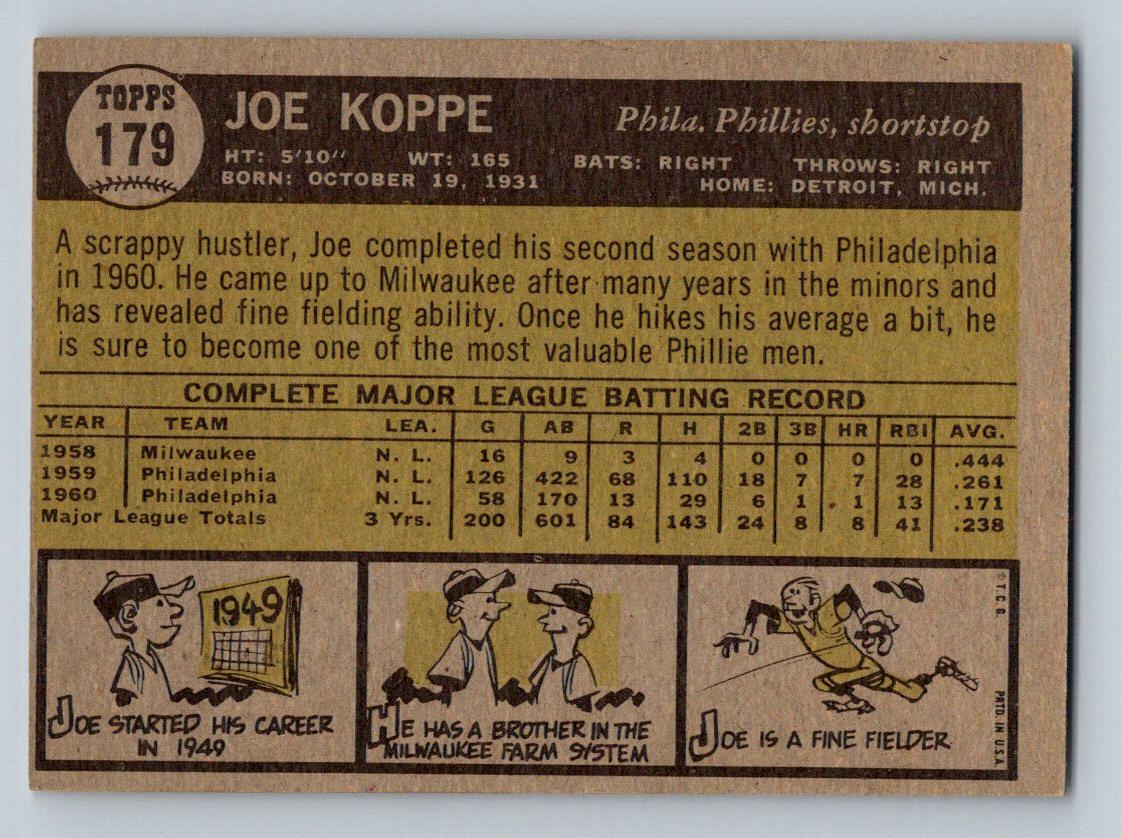 TOPPS
179
JOE KOPPE
Phila. Phillies, shortstop
HT: 5'10" WT: 165 BATS: RIGHT THROWS: RIGHT
BORN: OCTOBER 19, 1931 HOME: DETROIT, MICH.
A scrappy hustler, Joe completed his second season with Philadelphia
in 1960. He came up to Milwaukee after many years in the minors and
has revealed fine fielding ability. Once he hikes his average a bit, he
is sure to become one of the most valuable Phillie men.
COMPLETE MAJOR LEAGUE BATTING RECORD
YEAR TEAM LEA. G AB R H 2B 3B HR RBI AVG.
1958 Milwaukee N. L. 16 9 3 4 0 0 0 0 .444
1959 Philadelphia N. L. 126 422 68 110 18 7 7 28 .261
1960 Philadelphia N. L. 58 170 13 29 6 1 1 13 .171
Major League Totals 3 Yrs. 200 601 84 143 24 8 8 41 .238
1949
JOE STARTED HIS CAREER
IN 1949
HE HAS A BROTHER IN THE
MILWAUKEE FARM SYSTEM
JOE IS A FINE FIELDER
© T. C. G.
PRTD. IN U.S.A.